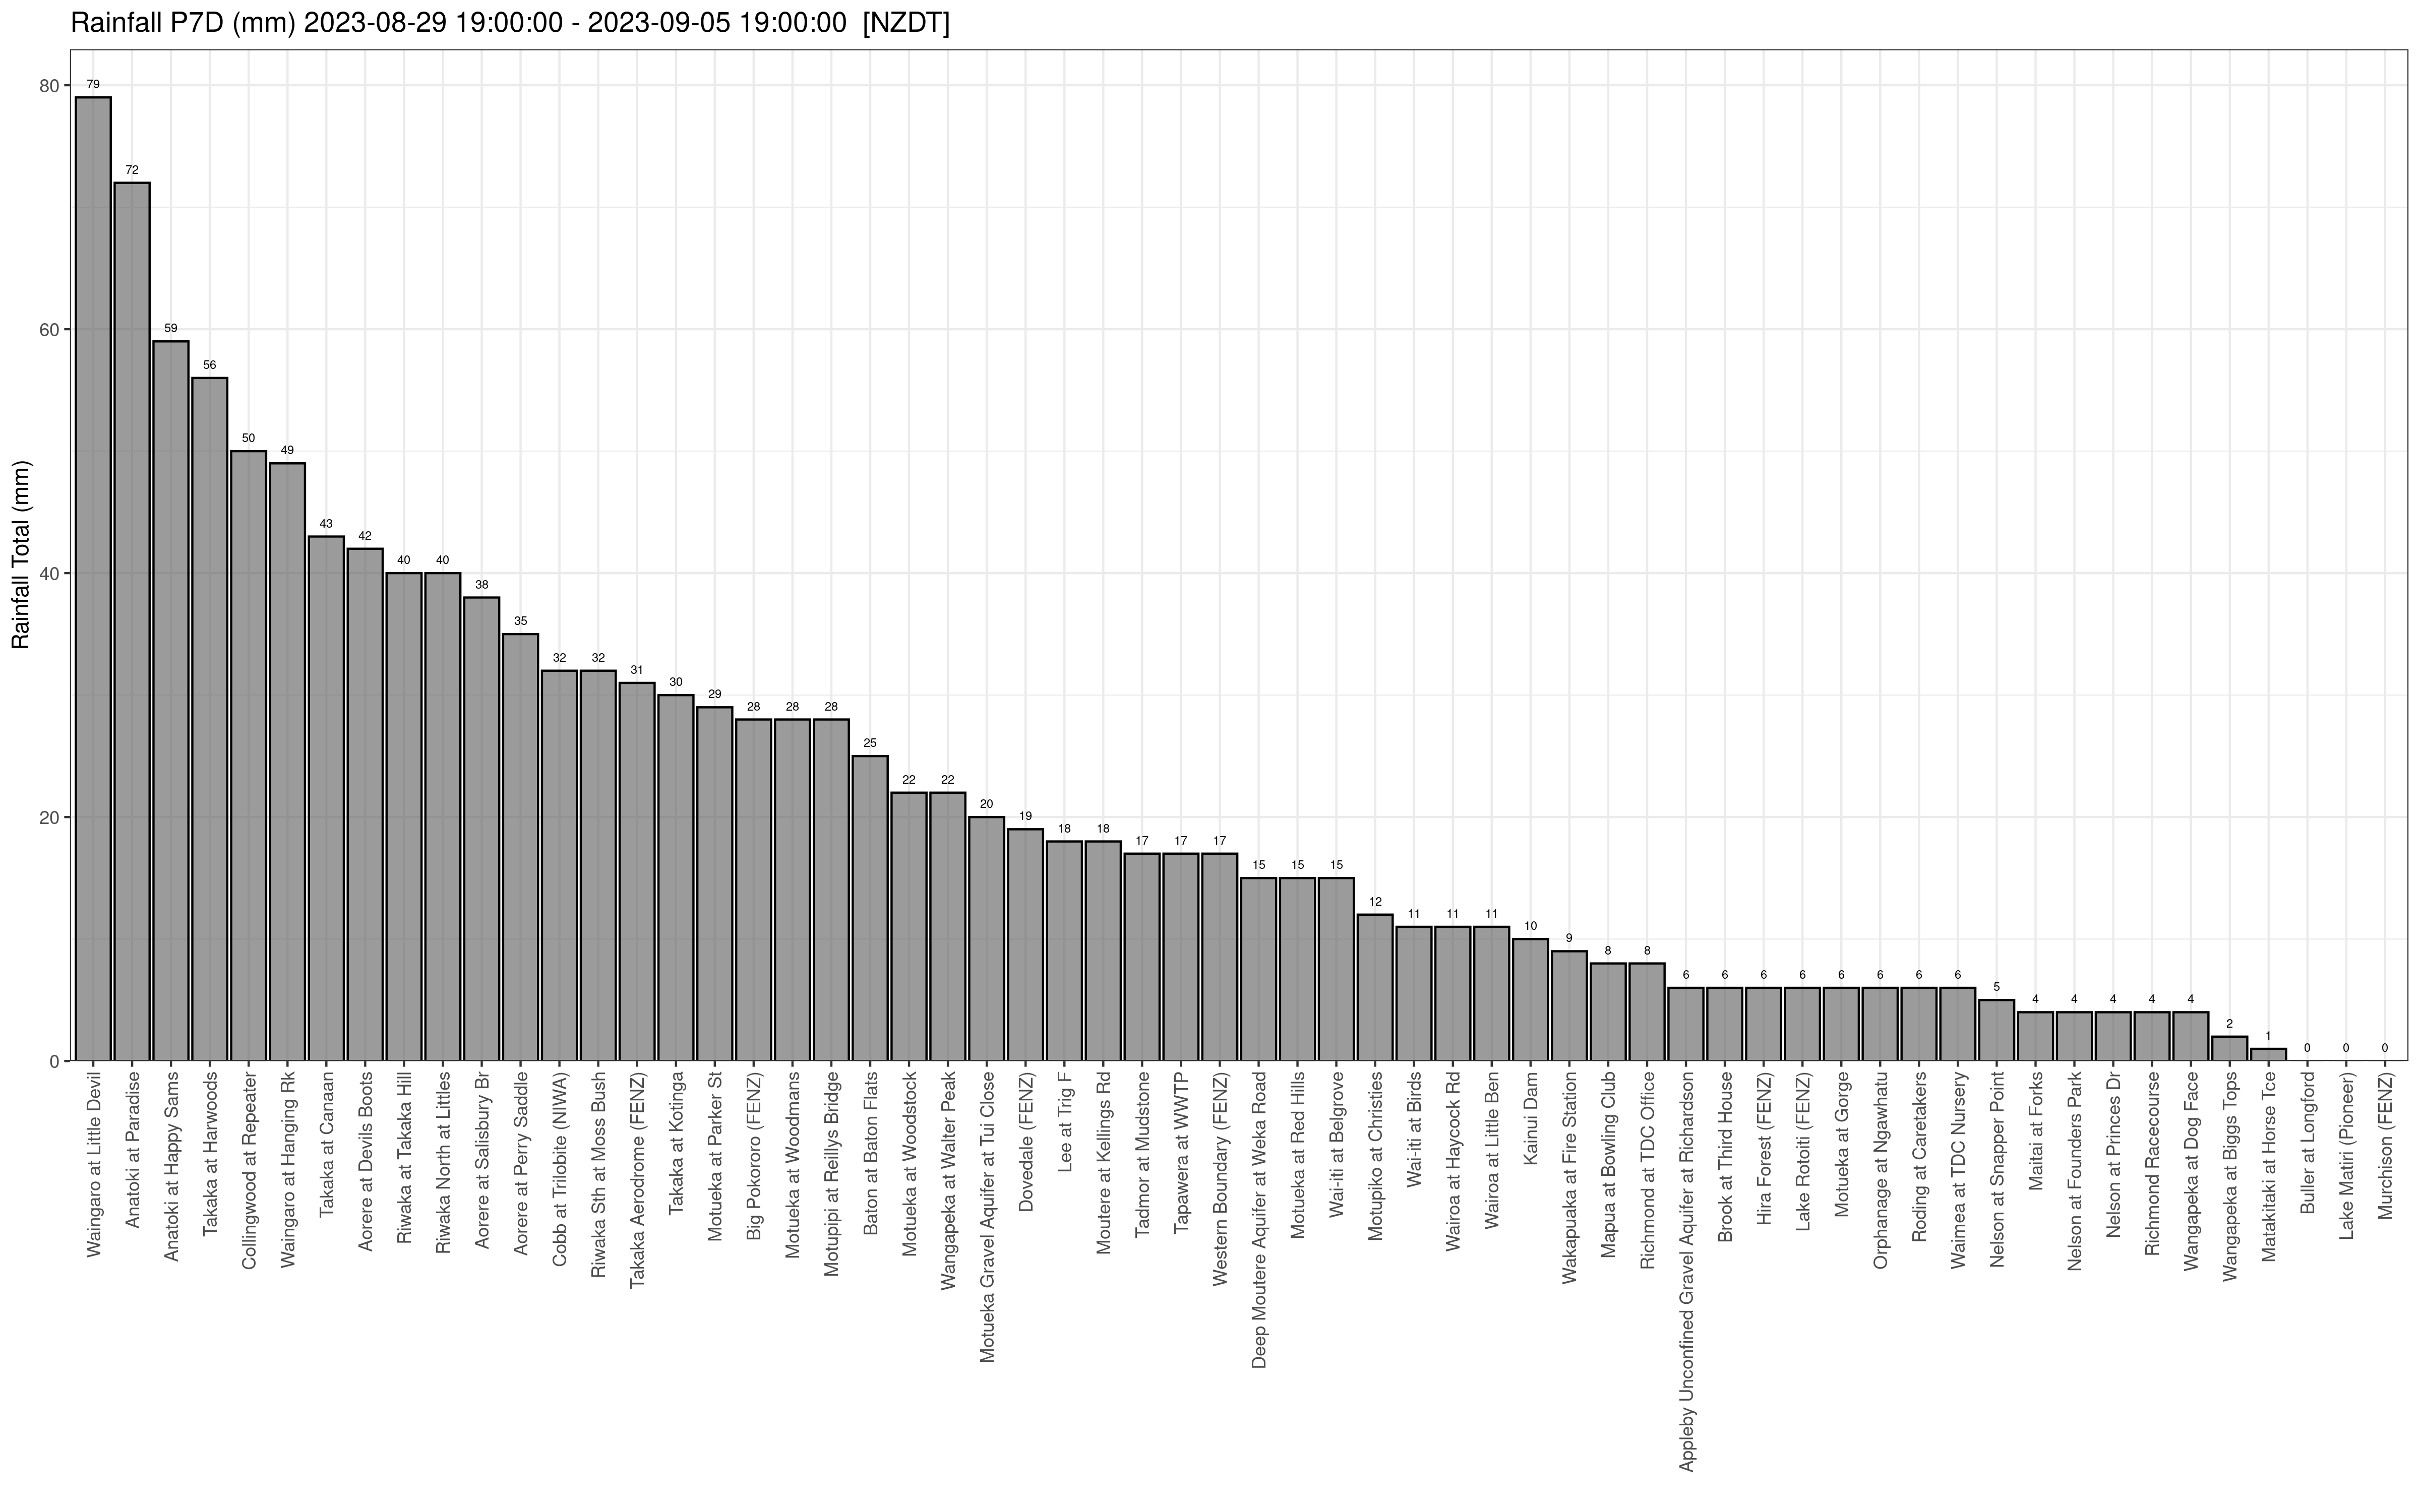 Rainfall P7D (mm) 2023-08-29 19:00:00 - 2023-09-05 19:00:00 [NZDT]
Rainfall Total (mm)
80
60
40
20
0
79
72
59
56
50
49
43
42
40
40
38
35
32
32
31
30
29
28
28
28
25
22
22
20
19
18
18
17
17
17
15
15
15
12
11
11
11
10
9
8
8
6
6
6
6
6
6
6
6
5
4
4
4
4
4
2
1
0
0
0
Waingaro at Little Devil
Anatoki at Paradise
Anatoki at Happy Sams
Takaka at Harwoods
Collingwood at Repeater
Waingaro at Hanging Rk
Takaka at Canaan
Aorere at Devils Boots
Riwaka at Takaka Hill
Riwaka North at Littles
Aorere at Salisbury Br
Aorere at Perry Saddle
Cobb at Trilobite (NIWA)
Riwaka Sth at Moss Bush
Takaka Aerodrome (FENZ)
Takaka at Kotinga
Motueka at Parker St
Big Pokororo (FENZ)
Motueka at Woodmans
Motupipi at Reillys Bridge
Baton at Baton Flats
Motueka at Woodstock
Wangapeka at Walter Peak
Motueka Gravel Aquifer at Tui Close
Dovedale (FENZ)
Lee at Trig F
Moutere at Kellings Rd
Tadmor at Mudstone
Tapawera at WWTP
Western Boundary (FENZ)
Deep Moutere Aquifer at Weka Road
Motueka at Red Hills
Wai-iti at Belgrove
Motupiko at Christies
Wai-iti at Birds
Wairoa at Haycock Rd
Wairoa at Little Ben
Kainui Dam
Wakapuaka at Fire Station
Mapua at Bowling Club
Richmond at TDC Office
Appleby Unconfined Gravel Aquifer at Richardson
Brook at Third House
Hira Forest (FENZ)
Lake Rotoiti (FENZ)
Motueka at Gorge
Orphanage at Ngawhatu
Roding at Caretakers
Waimea at TDC Nursery
Nelson at Snapper Point
Maitai at Forks
Nelson at Founders Park
Nelson at Princes Dr
Richmond Racecourse
Wangapeka at Dog Face
Wangapeka at Biggs Tops
Matakitaki at Horse Tce
Buller at Longford
Lake Matiri (Pioneer)
Murchison (FENZ)